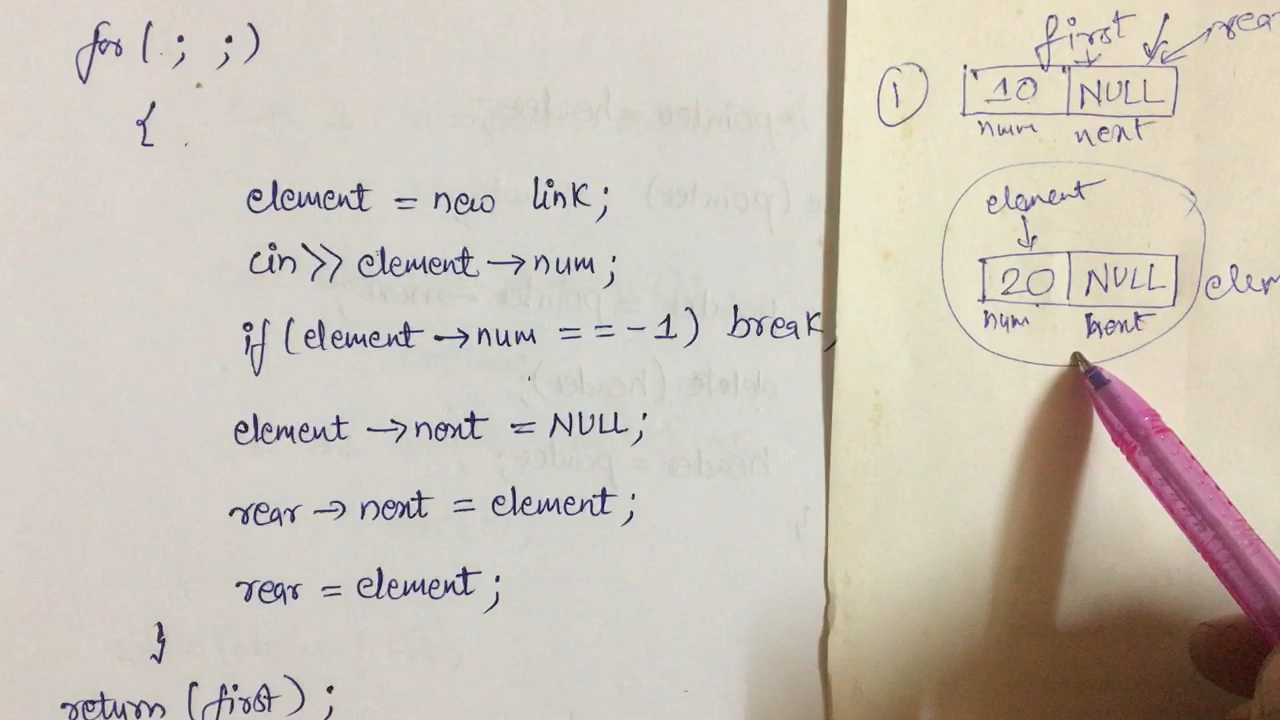 for ( ; ; )
{
element = new link;
cin>> element →num;
if (element →num == -1) break;
element →next = NULL;
rear → next = element;
rear = element;
}
return (first);
first
1 10 NULL
num next
element
20 NULL
num next